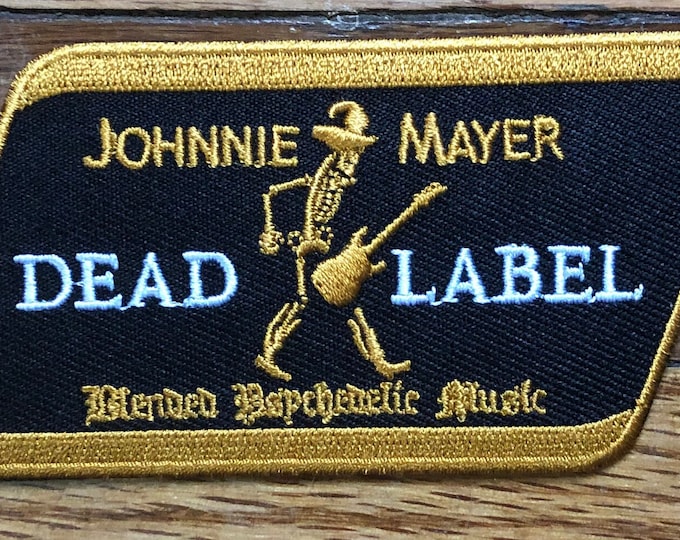 JOHNNIE MAYER
DEAD LABEL
Blended Psychedelic Music